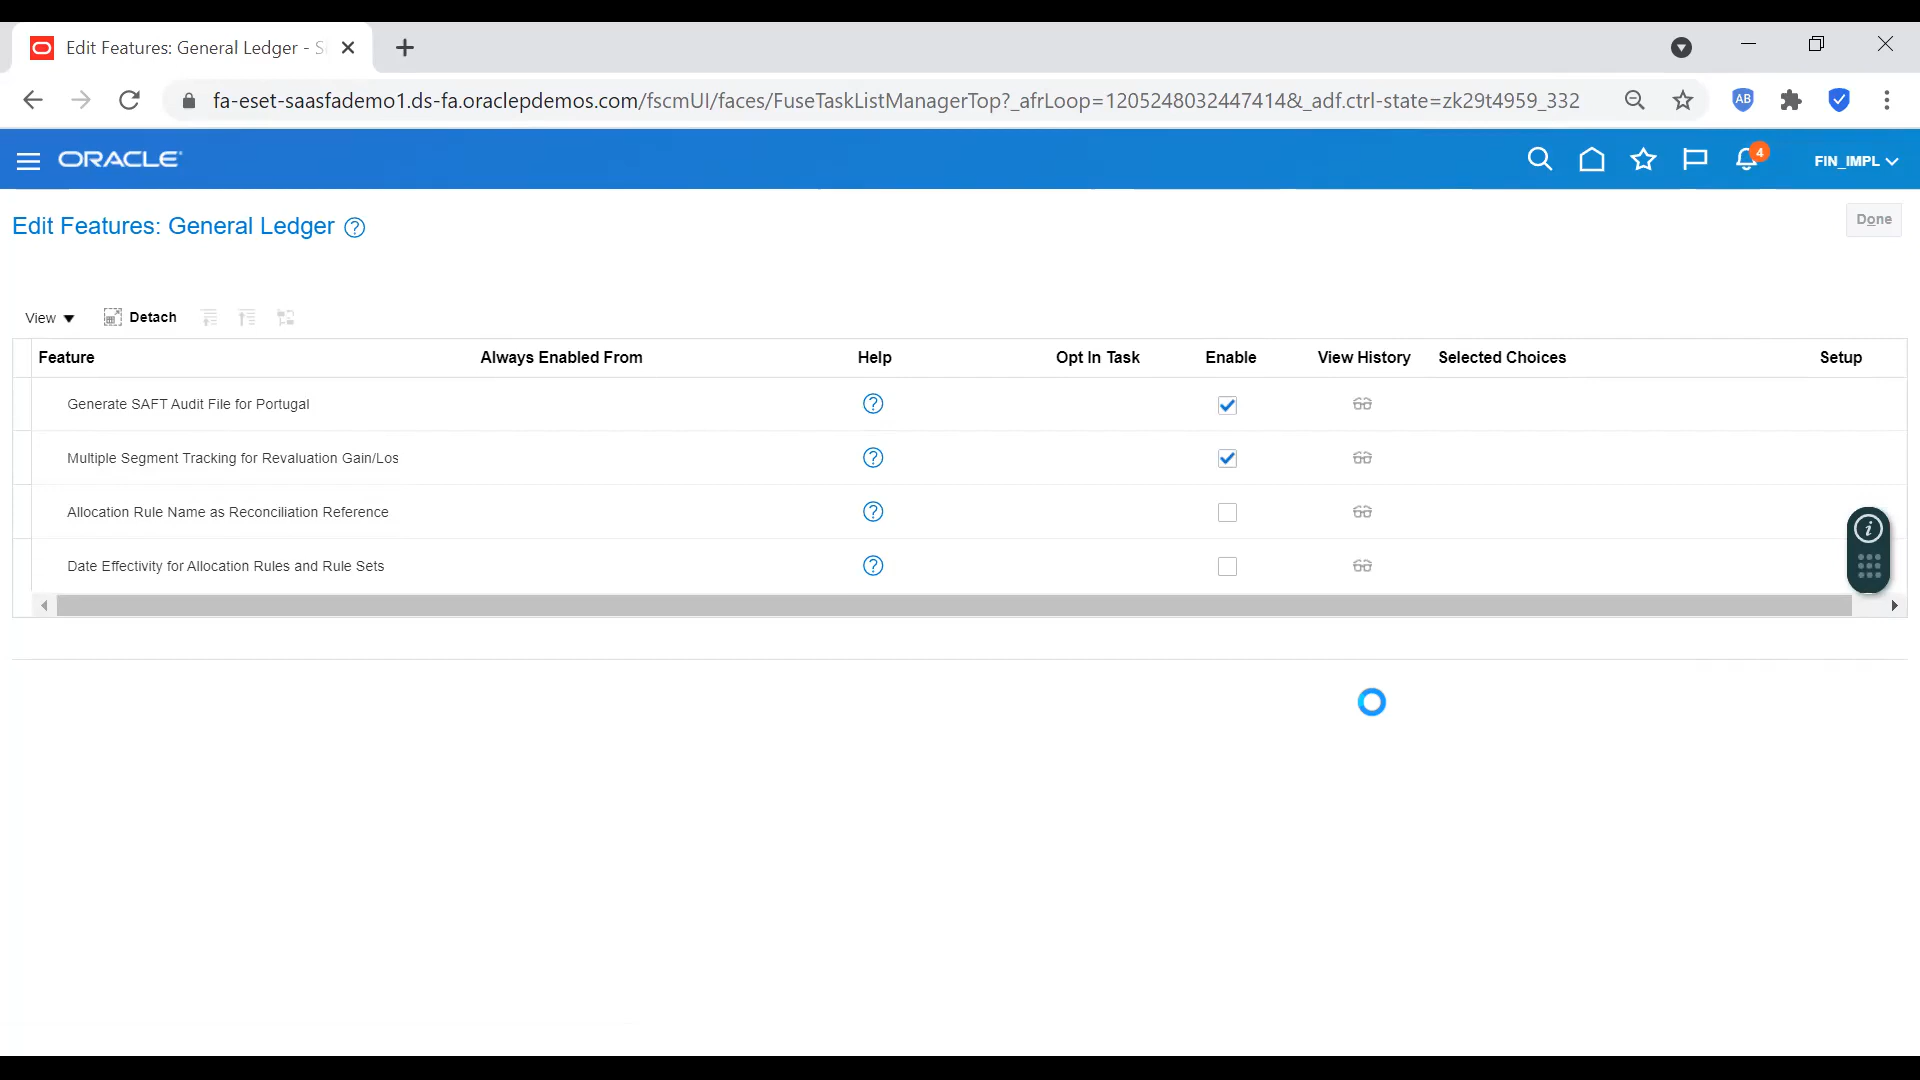 Edit Features: General Ledger - S
fa-eset-saasfademo1.ds-fa.oraclepdemos.com/fscmUI/faces/FuseTaskListManagerTop?_afrLoop=1205248032447414&_adf.ctrl-state=zk29t4959_332
AB
ORACLE
4
FIN_IMPL
Edit Features: General Ledger ?
Done
View
Detach
Feature Always Enabled From Help Opt In Task Enable View History Selected Choices Setup
Generate SAFT Audit File for Portugal ?
Multiple Segment Tracking for Revaluation Gain/Los ?
Allocation Rule Name as Reconciliation Reference ?
i
Date Effectivity for Allocation Rules and Rule Sets ?